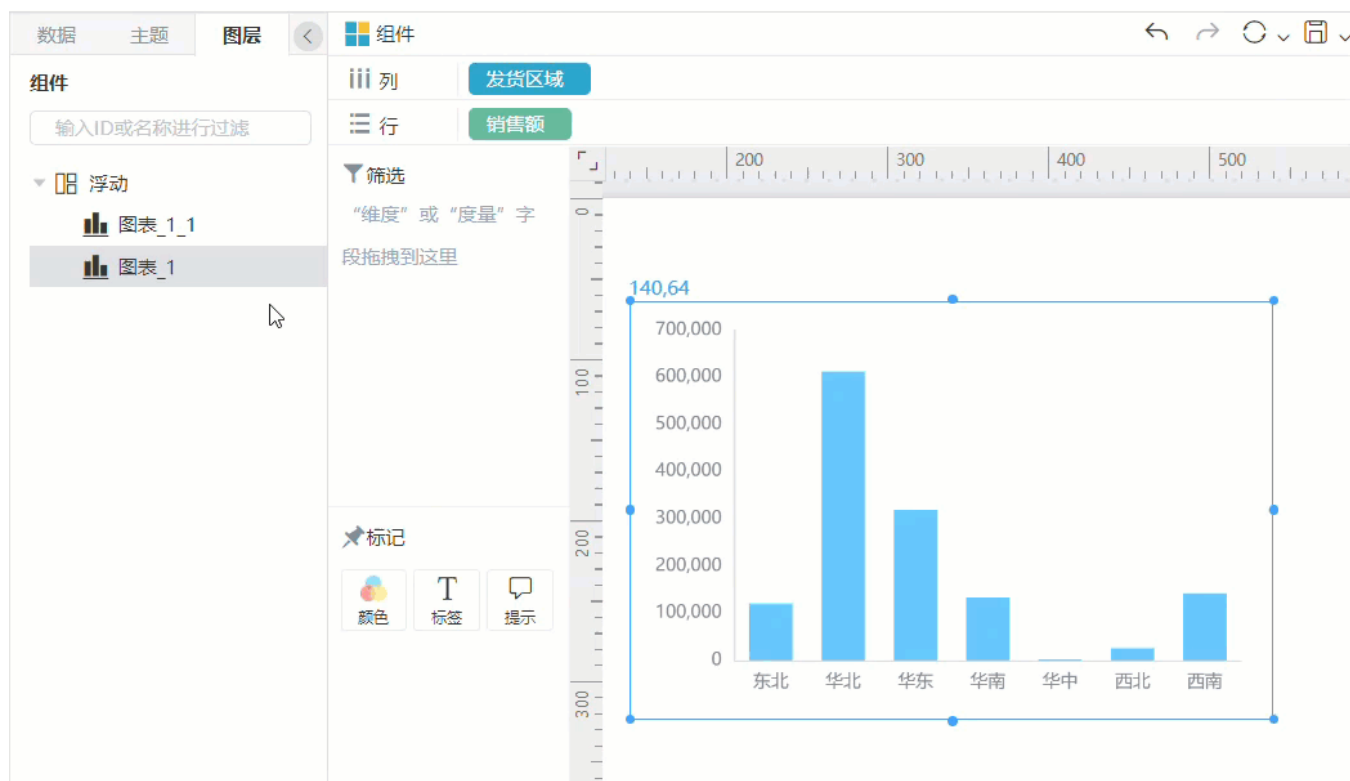 数据 主题 图层
组件
输入ID或名称进行过滤
浮动
图表_1_1
图表_1
组件
列 发货区域
行 销售额
筛选
“维度”或“度量”字
段拖拽到这里
标记
颜色 标签 提示
200 300 400 500
0
100
200
300
140,64
700,000
600,000
500,000
400,000
300,000
200,000
100,000
0
东北 华北 华东 华南 华中 西北 西南